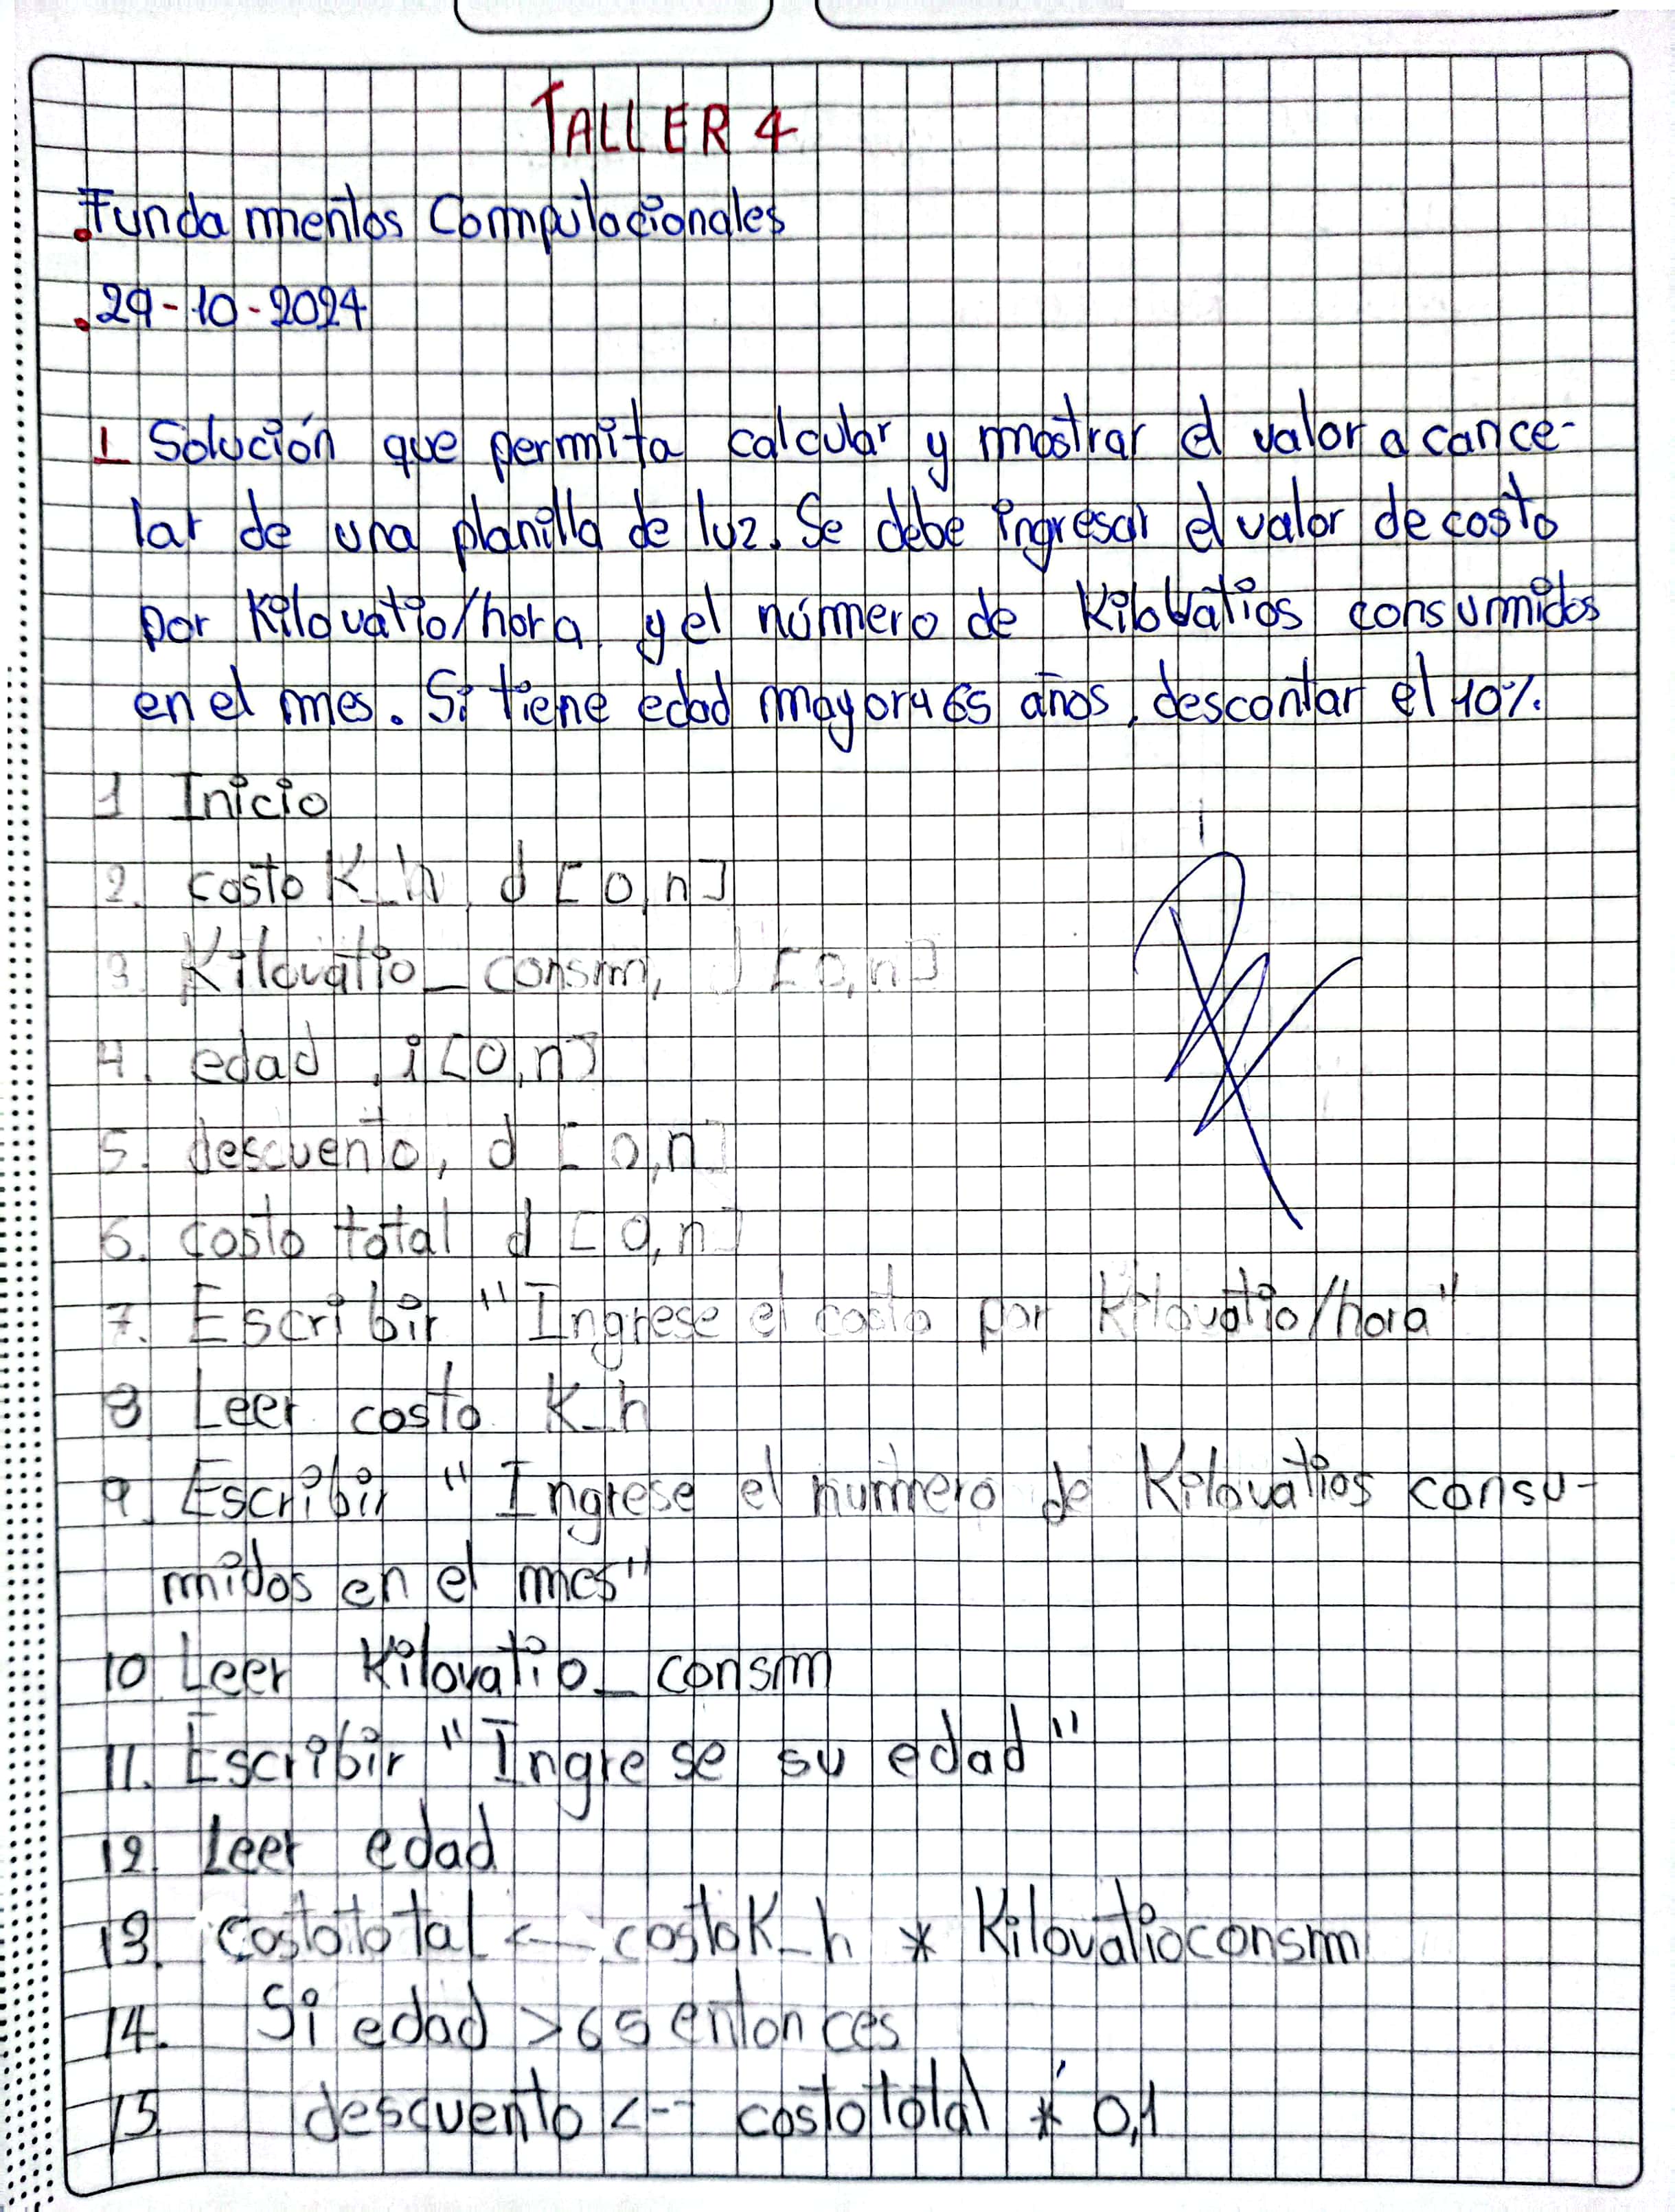 TALLER 4
.Fundamentos Computacionales
.29-10-2024
1 Solución que permita calcular y mostrar el valor a cance-
lar de una planilla de luz. Se debe ingresar el valor de costo
por Kilovatio/hora y el número de Kilovatios consumidos
en el mes. Si tiene edad mayor a 65 años, descontar el 10%.
1 Inicio
2. costo K_h, d [0,n]
3. Kilovatio_consm, d [0,n]
4. edad, i [0,n]
5. descuento, d [0,n]
6. costo total d [0,n]
7. Escribir "Ingrese el costo por Kilovatio/hora"
8 Leer costo K_h
9. Escribir "Ingrese el numero de Kilovatios consu-
midos en el mes"
10 Leer Kilovatio_consm
11. Escribir "Ingrese su edad"
12. Leer edad
13. costototal <-- costoK_h * Kilovatioconsm
14. Si edad >65 entonces
15. descuento <-- costototal * 0,1